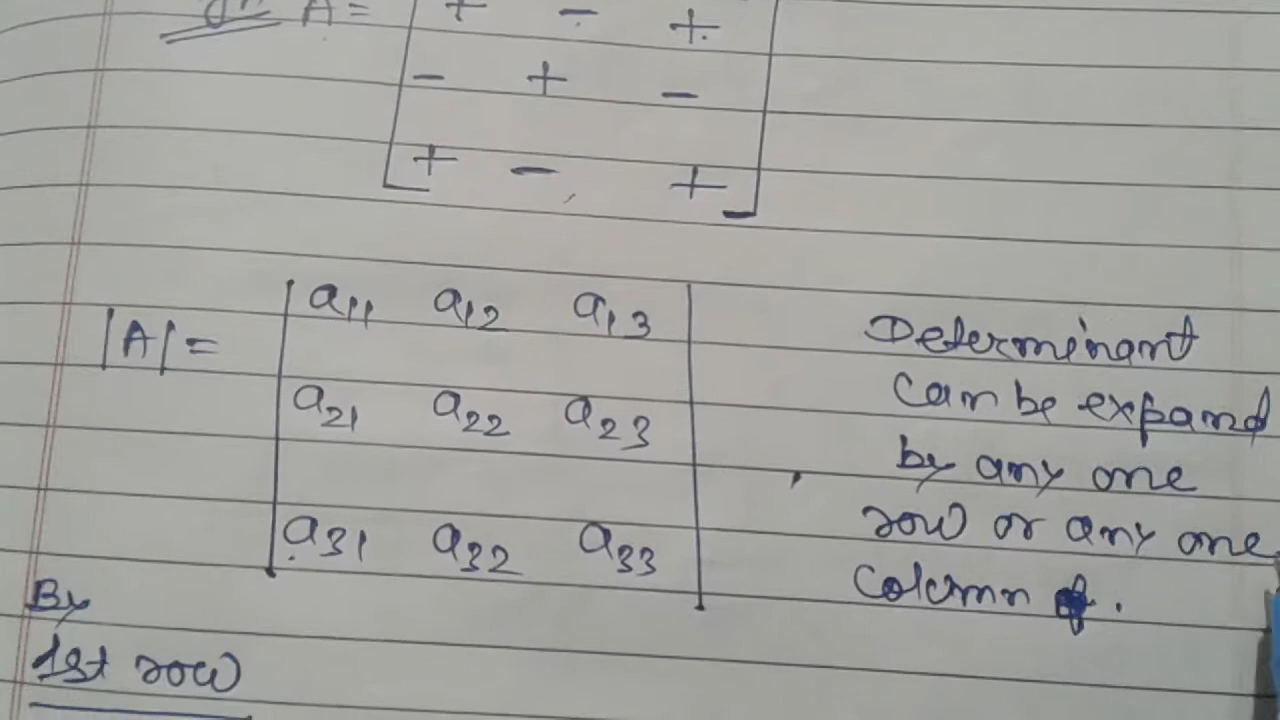 A = + - +
- + -
+ - +
|A| = | a11 a12 a13 |
a21 a22 a23
a31 a32 a33
Determinant
can be expand
by any one
row or any one
column .
By
1st row